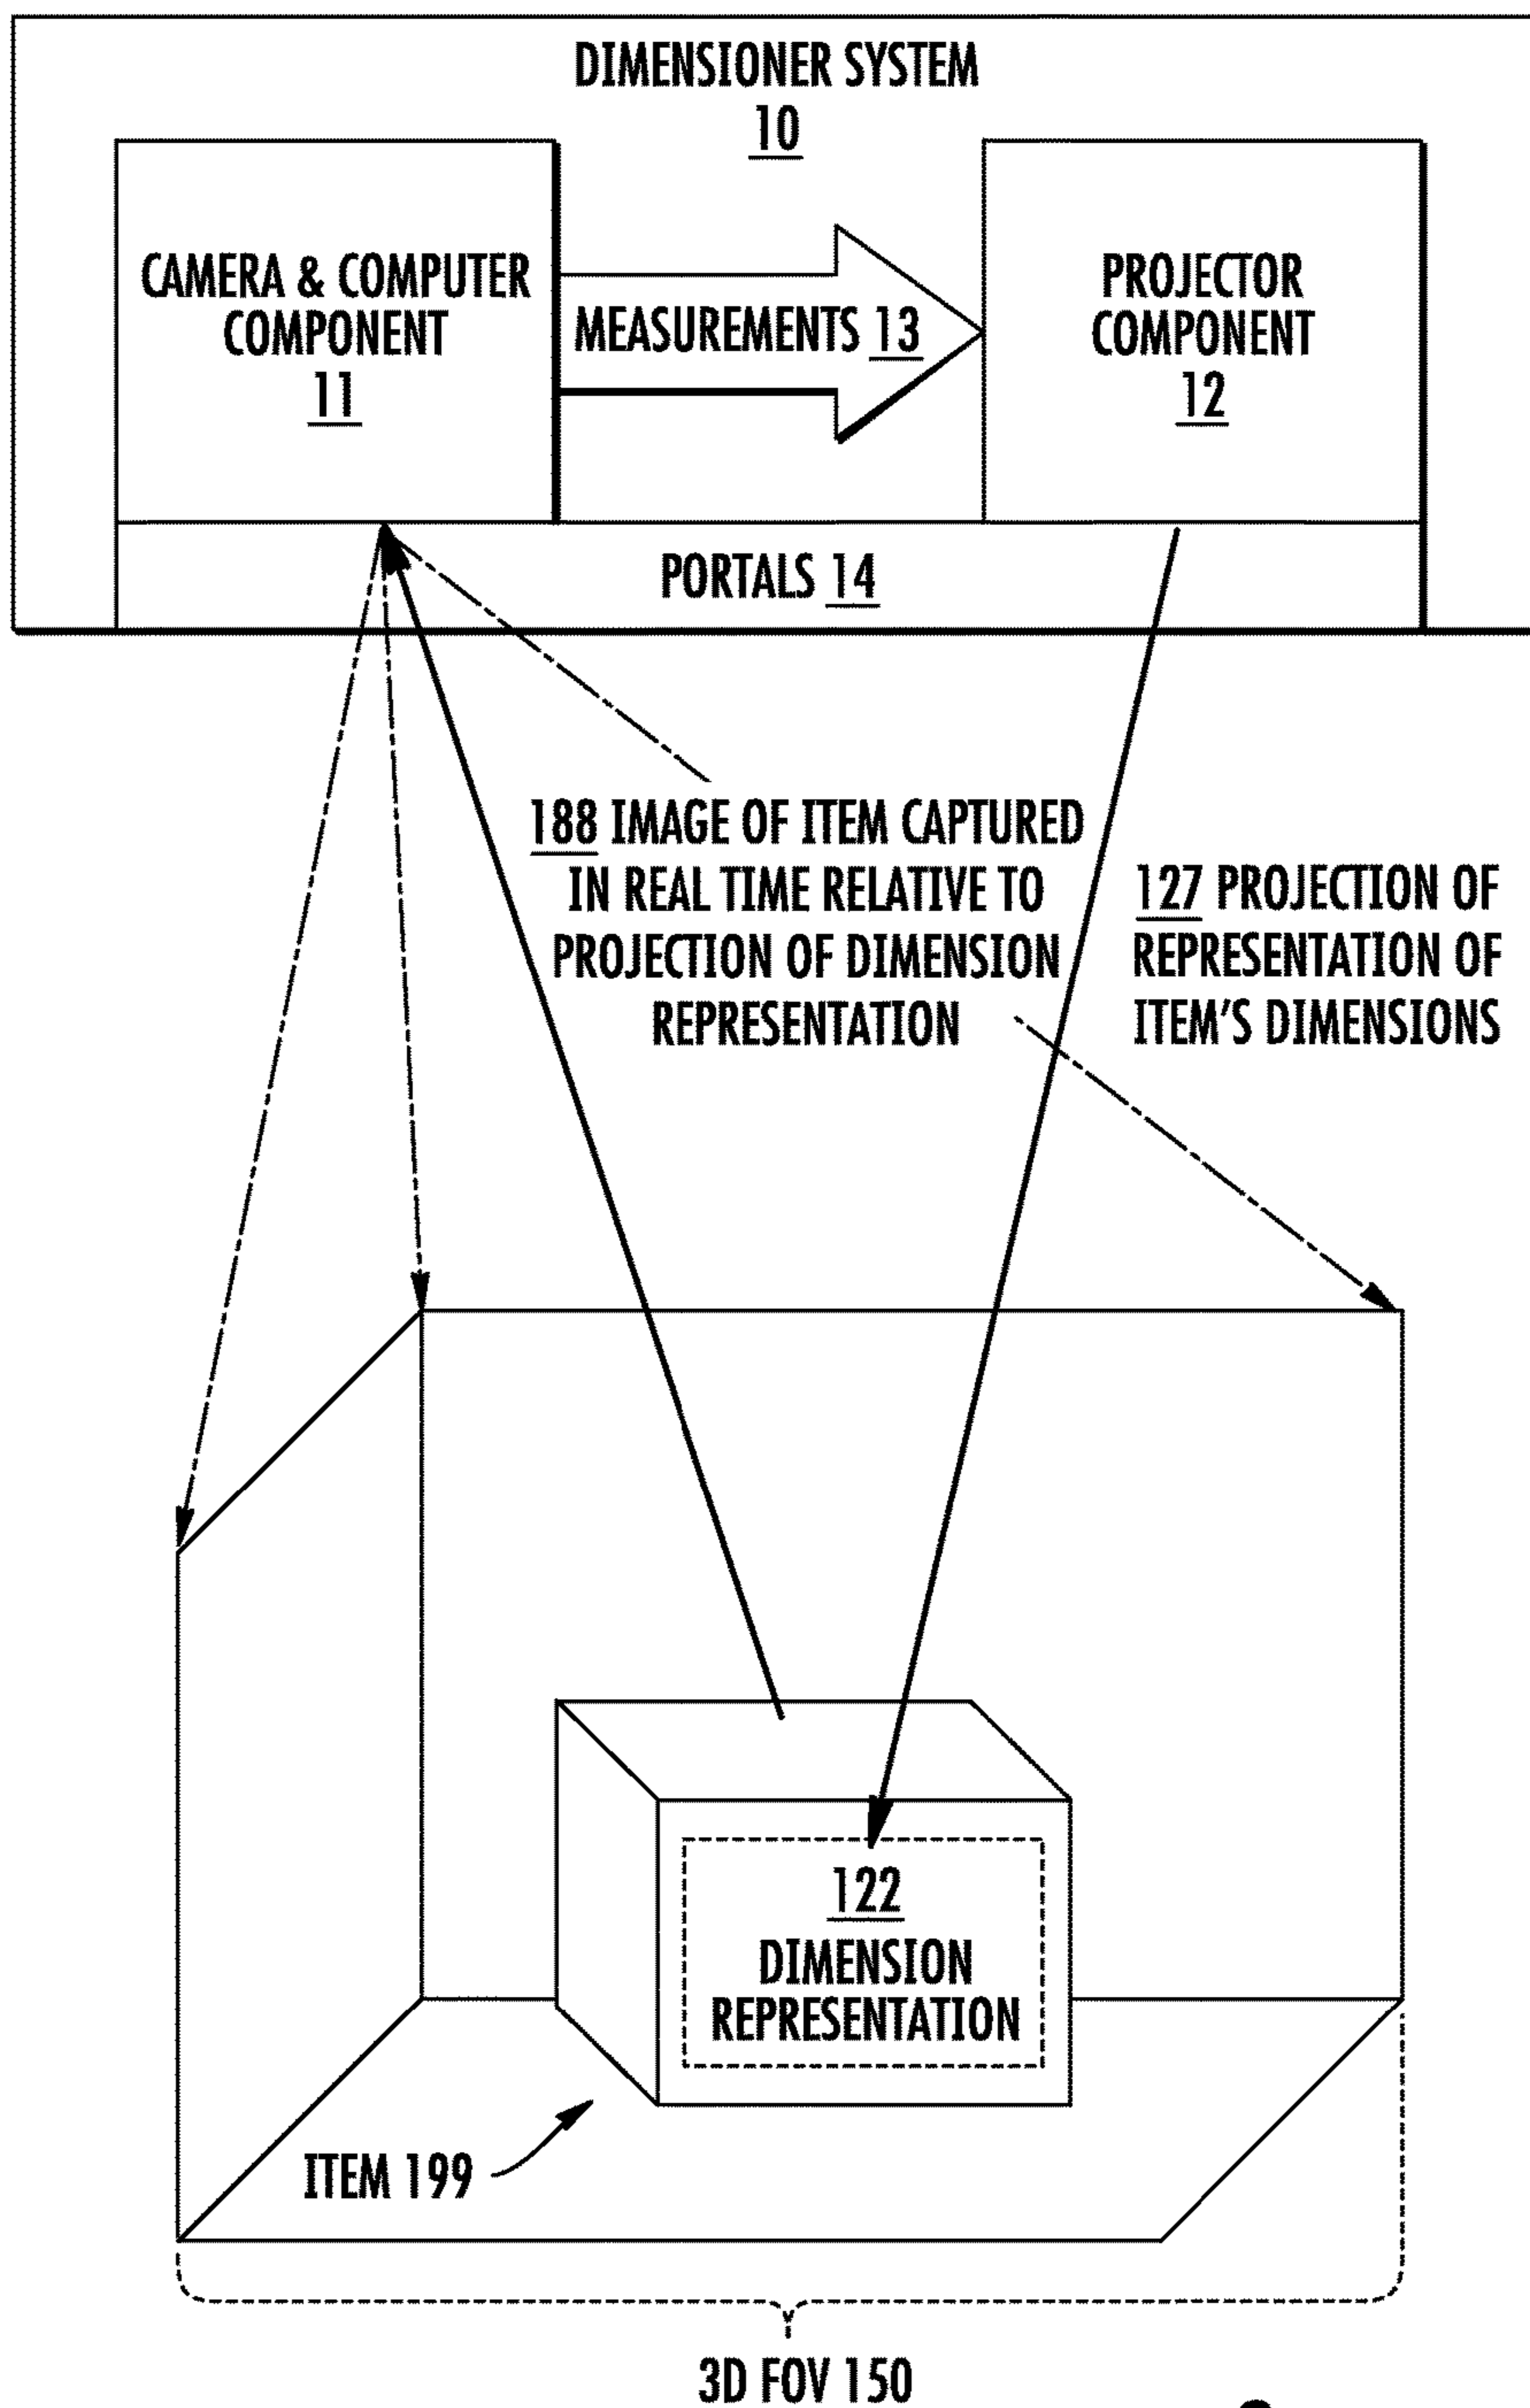 DIMENSIONER SYSTEM
10
CAMERA & COMPUTER
COMPONENT
11
MEASUREMENTS 13
PROJECTOR
COMPONENT
12
PORTALS 14
188 IMAGE OF ITEM CAPTURED
IN REAL TIME RELATIVE TO
PROJECTION OF DIMENSION
REPRESENTATION
127 PROJECTION OF
REPRESENTATION OF
ITEM'S DIMENSIONS
122
DIMENSION
REPRESENTATION
ITEM 199
3D FOV 150